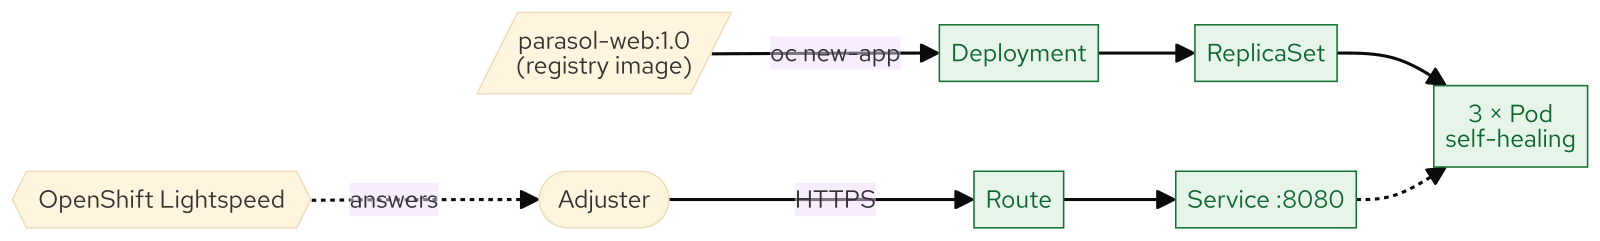 parasol-web:1.0
(registry image)
oc new-app
Deployment
ReplicaSet
3 × Pod
self-healing
OpenShift Lightspeed
answers
Adjuster
HTTPS
Route
Service :8080